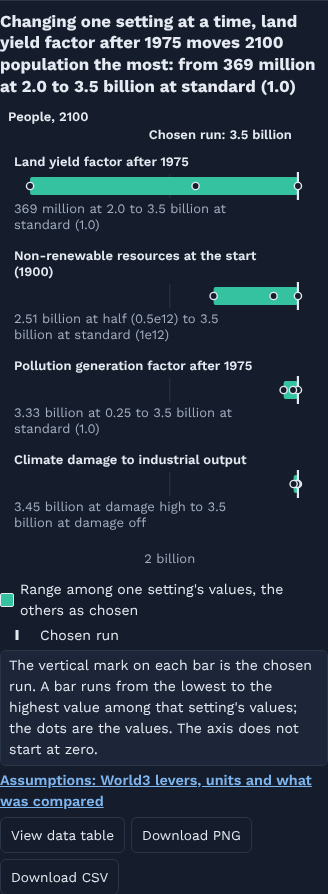 Changing one setting at a time, land
yield factor after 1975 moves 2100
population the most: from 369 million
at 2.0 to 3.5 billion at standard (1.0)
People, 2100
Chosen run: 3.5 billion
Land yield factor after 1975
369 million at 2.0 to 3.5 billion at
standard (1.0)
Non-renewable resources at the start
(1900)
2.51 billion at half (0.5e12) to 3.5
billion at standard (1e12)
Pollution generation factor after 1975
3.33 billion at 0.25 to 3.5 billion at
standard (1.0)
Climate damage to industrial output
3.45 billion at damage high to 3.5
billion at damage off
2 billion
Range among one setting's values, the
others as chosen
Chosen run
The vertical mark on each bar is the chosen
run. A bar runs from the lowest to the
highest value among that setting's values;
the dots are the values. The axis does not
start at zero.
Assumptions: World3 levers, units and what
was compared
View data table
Download PNG
Download CSV